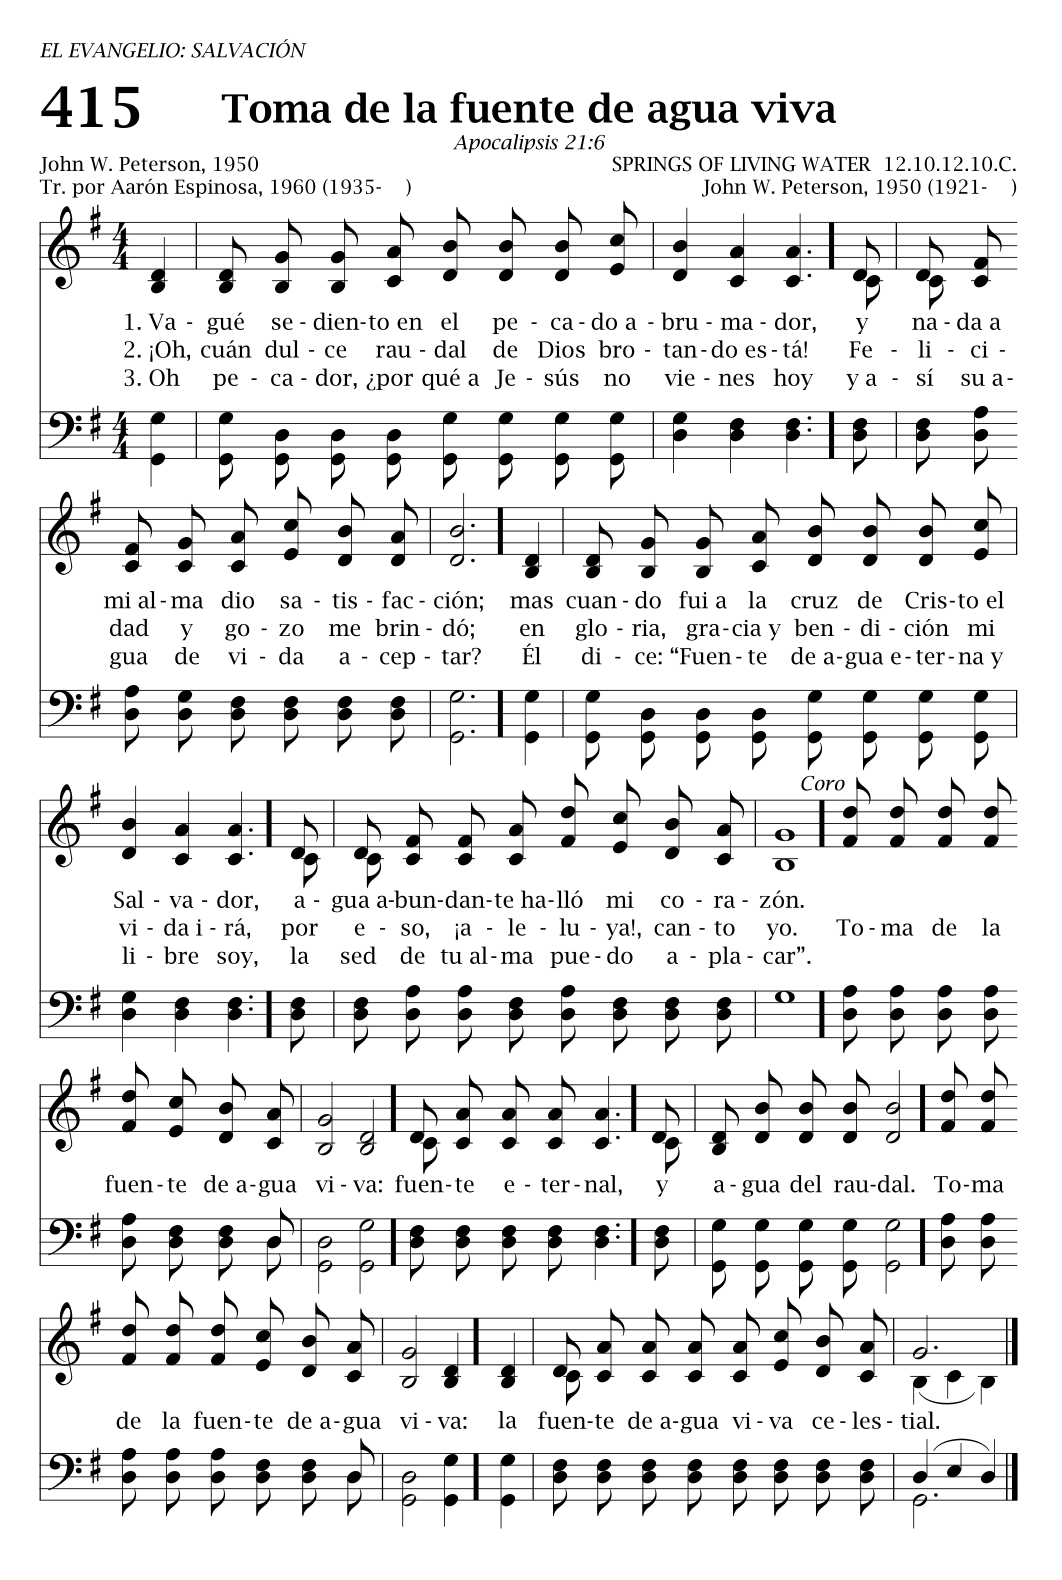 EL EVANGELIO: SALVACIÓN
415 Toma de la fuente de agua viva
Apocalipsis 21:6
John W. Peterson, 1950 SPRINGS OF LIVING WATER 12.10.12.10.C.
Tr. por Aarón Espinosa, 1960 (1935- ) John W. Peterson, 1950 (1921- )
1. Va - gué se - dien-to en el pe - ca - do a - bru - ma - dor, y na - da a
2. ¡Oh, cuán dul - ce rau - dal de Dios bro - tan - do es - tá! Fe - li - ci -
3. Oh pe - ca - dor, ¿por qué a Je - sús no vie - nes hoy y a - sí su a -
mi al - ma dio sa - tis - fac - ción; mas cuan - do fui a la cruz de Cris - to el
dad y go - zo me brin - dó; en glo - ria, gra - cia y ben - di - ción mi
gua de vi - da a - cep - tar? Él di - ce: “Fuen - te de a - gua e - ter - na y
Coro
Sal - va - dor, a - gua a - bun - dan - te ha - lló mi co - ra - zón.
vi - da i - rá, por e - so, ¡a - le - lu - ya!, can - to yo. To - ma de la
li - bre soy, la sed de tu al - ma pue - do a - pla - car”.
fuen - te de a - gua vi - va: fuen - te e - ter - nal, y a - gua del rau - dal. To - ma
de la fuen - te de a - gua vi - va: la fuen - te de a - gua vi - va ce - les - tial.